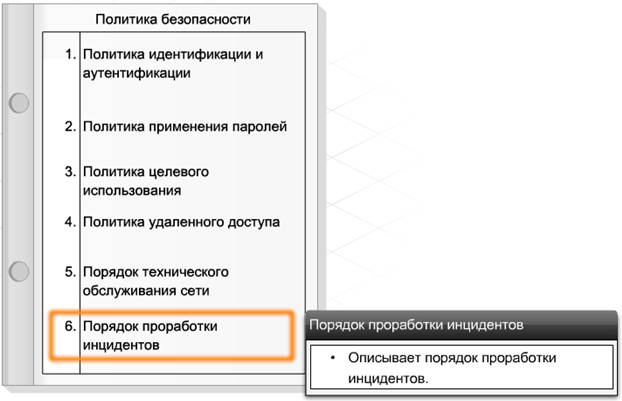 Политика безопасности
1. Политика идентификации и
аутентификации
2. Политика применения паролей
3. Политика целевого
использования
4. Политика удаленного доступа
5. Порядок технического
обслуживания сети
6. Порядок проработки
инцидентов
Порядок проработки инцидентов
• Описывает порядок проработки
инцидентов.